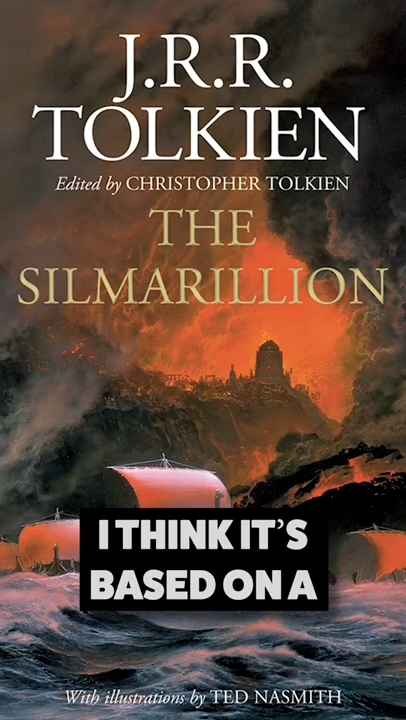 J.R.R.
TOLKIEN
Edited by CHRISTOPHER TOLKIEN
THE
SILMARILLION
I THINK IT'S
BASED ON A
With illustrations by TED NASMITH